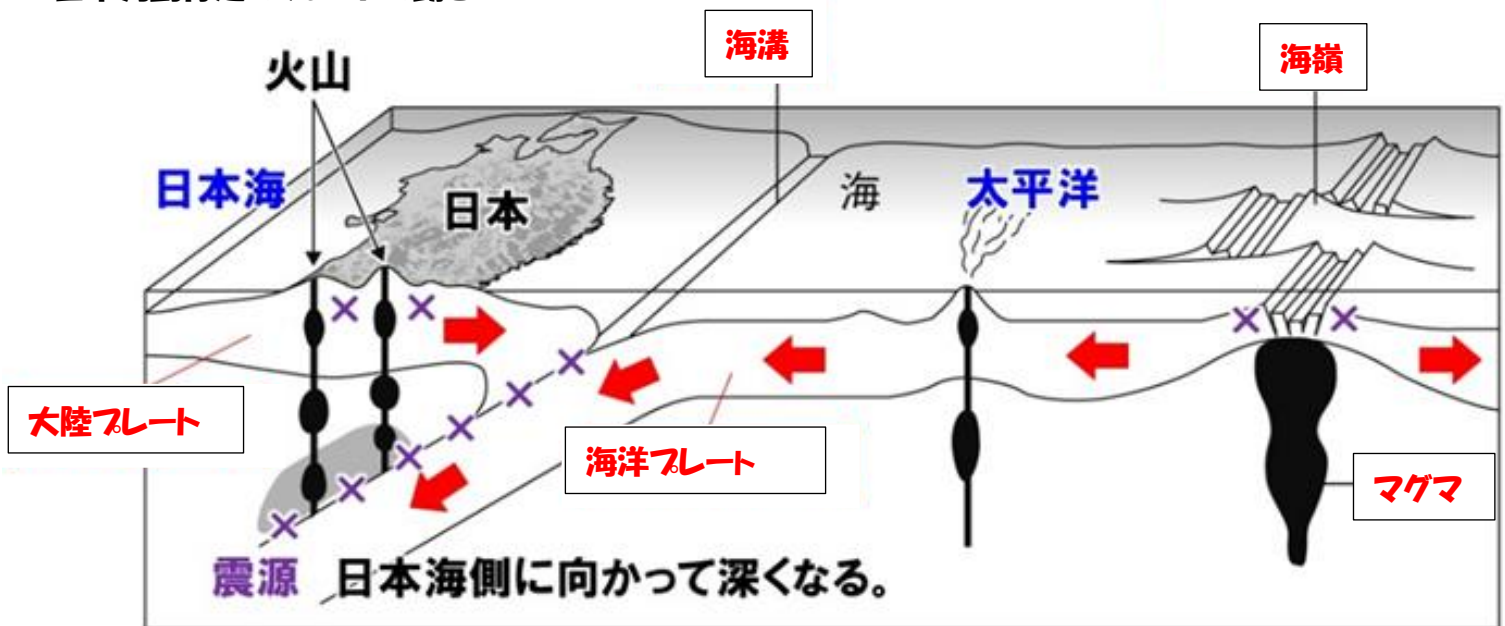 海溝
海嶺
火山
日本海
日本
海
太平洋
大陸プレート
海洋プレート
マグマ
震源 日本海側に向かって深くなる。